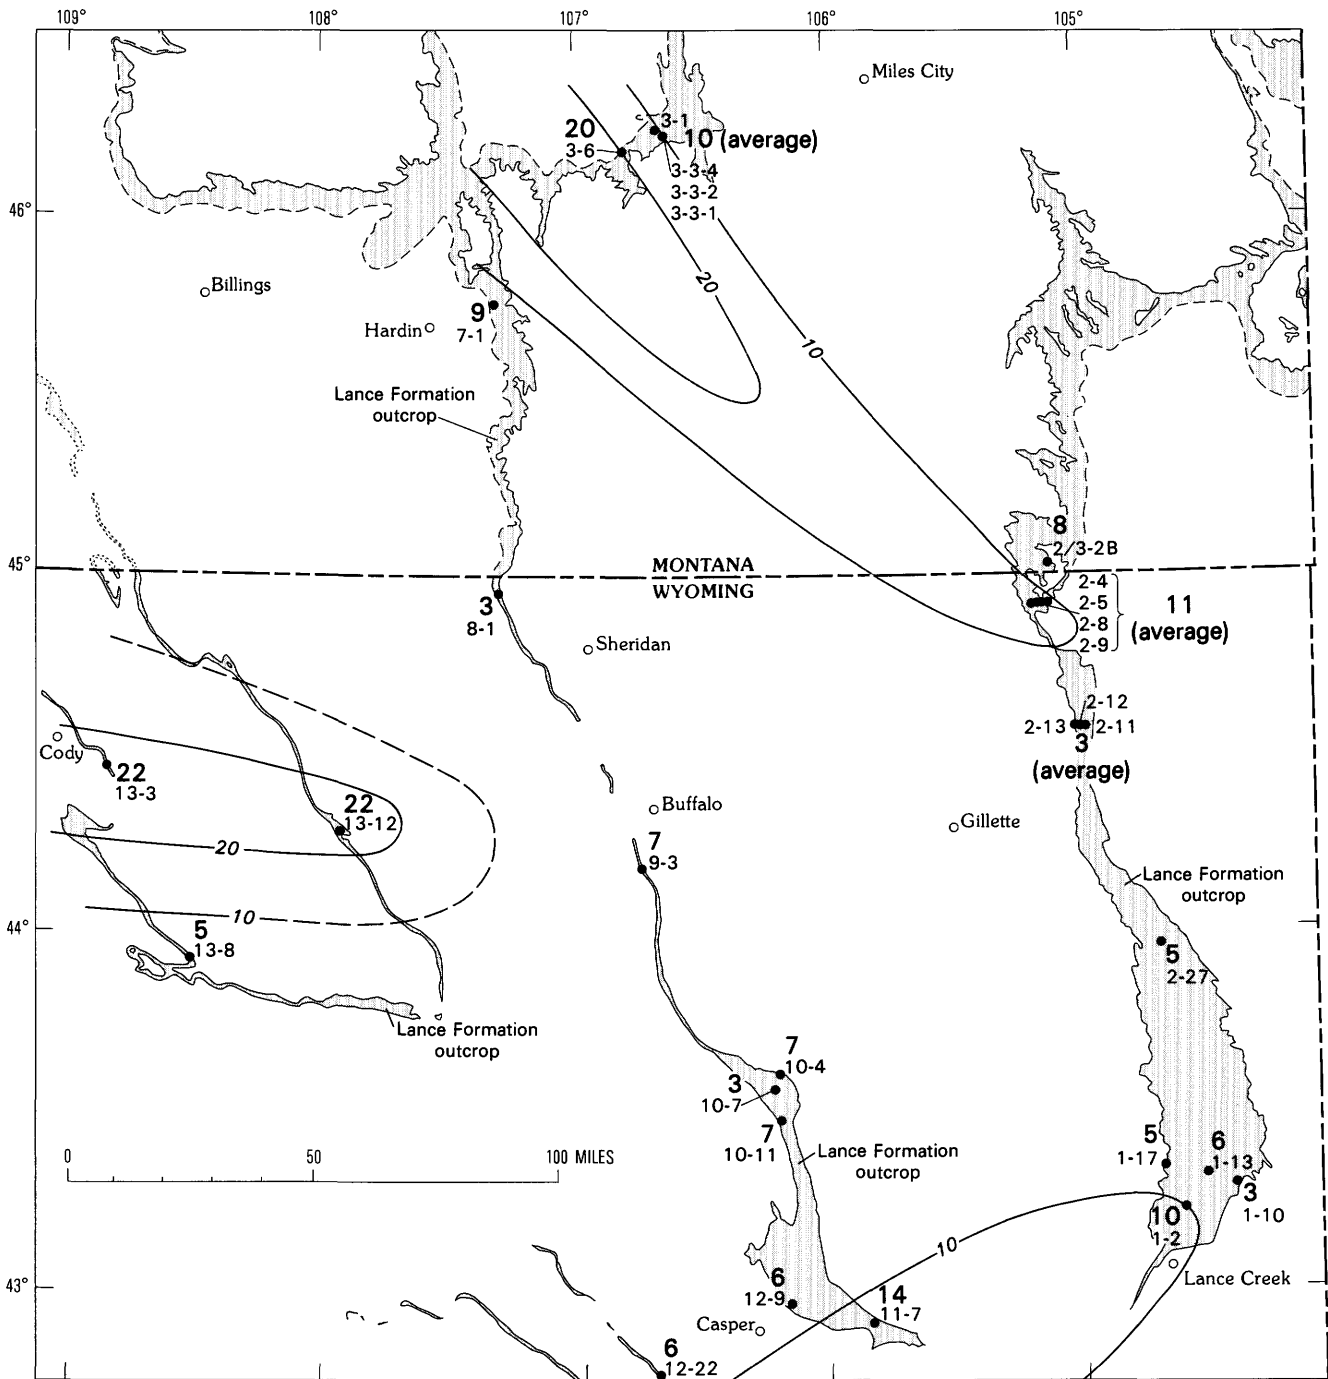 109°
108°
107°
106°
105°
Miles City
20
3-6
3-1
10 (average)
3-3-4
3-3-2
3-3-1
46°
Billings
20
9
7-1
Hardin
10
Lance Formation
outcrop
8
2
3-2B
45°
MONTANA
WYOMING
2-4
2-5
2-8
2-9
11
(average)
3
8-1
Sheridan
2-12
2-13
2-11
3
(average)
Cody
22
13-3
22
13-12
Buffalo
Gillette
20
7
9-3
Lance Formation
outcrop
10
44°
5
13-8
5
2-27
Lance Formation
outcrop
7
10-4
3
10-7
7
10-11
Lance Formation
outcrop
5
1-17
6
1-13
3
1-10
0 50 100 MILES
10
1-2
10
43°
Lance Creek
6
12-9
14
11-7
Casper
6
12-22